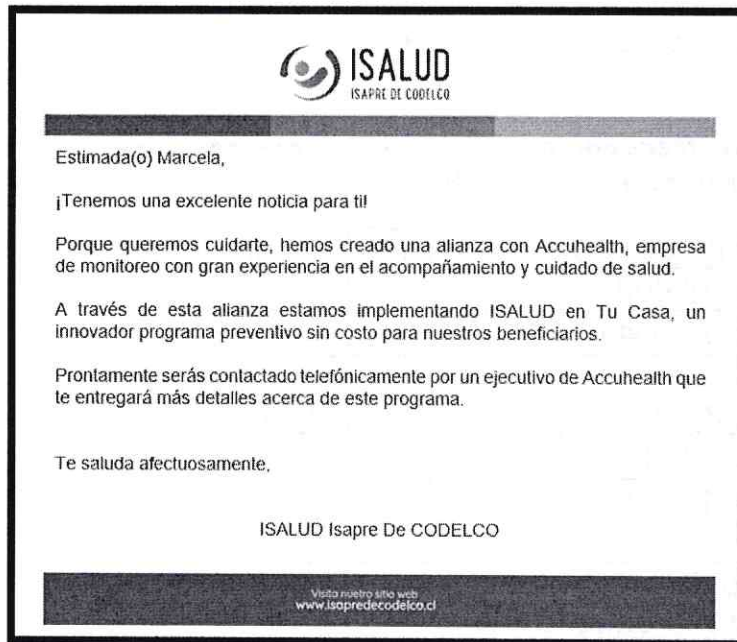 ISALUD
ISAPRE DE CODELCO
Estimada(o) Marcela,
¡Tenemos una excelente noticia para ti!
Porque queremos cuidarte, hemos creado una alianza con Accuhealth, empresa
de monitoreo con gran experiencia en el acompañamiento y cuidado de salud.
A través de esta alianza estamos implementando ISALUD en Tu Casa, un
innovador programa preventivo sin costo para nuestros beneficiarios.
Prontamente serás contactado telefónicamente por un ejecutivo de Accuhealth que
te entregará más detalles acerca de este programa.
Te saluda afectuosamente,
ISALUD Isapre De CODELCO
Visita nuetro sitio web
www.isapredecodelco.cl